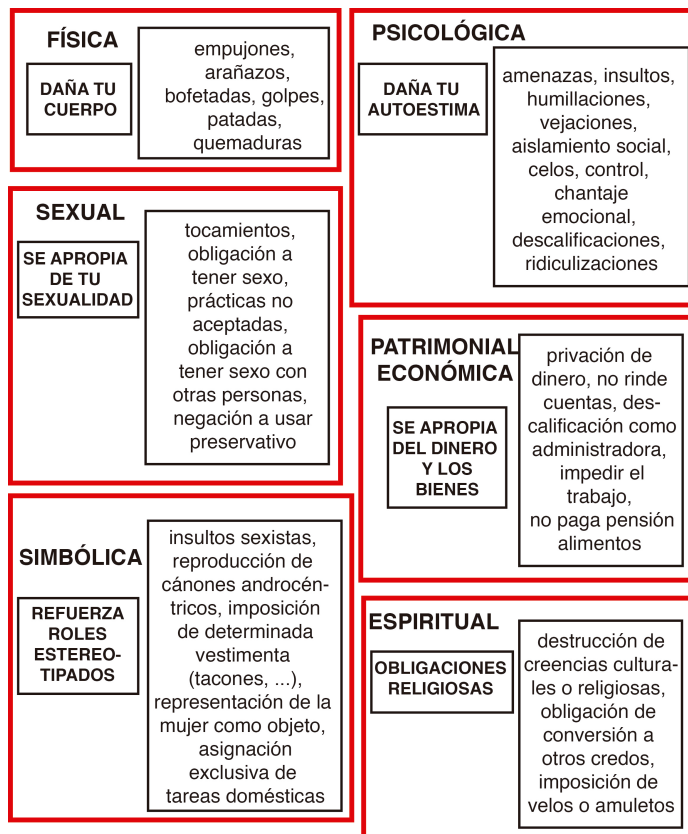 FÍSICA
DAÑA TU
CUERPO
empujones,
arañazos,
bofetadas, golpes,
patadas,
quemaduras
PSICOLÓGICA
DAÑA TU
AUTOESTIMA
amenazas, insultos,
humillaciones,
vejaciones,
aislamiento social,
celos, control,
chantaje
emocional,
descalificaciones,
ridiculizaciones
SEXUAL
SE APROPIA
DE TU
SEXUALIDAD
tocamientos,
obligación a
tener sexo,
prácticas no
aceptadas,
obligación a
tener sexo con
otras personas,
negación a usar
preservativo
PATRIMONIAL
ECONÓMICA
SE APROPIA
DEL DINERO
Y LOS
BIENES
privación de
dinero, no rinde
cuentas, des-
calificación como
administradora,
impedir el
trabajo,
no paga pensión
alimentos
SIMBÓLICA
REFUERZA
ROLES
ESTEREO-
TIPADOS
insultos sexistas,
reproducción de
cánones androcén-
tricos, imposición
de determinada
vestimenta
(tacones, ...),
representación de la
mujer como objeto,
asignación
exclusiva de
tareas domésticas
ESPIRITUAL
OBLIGACIONES
RELIGIOSAS
destrucción de
creencias cultura-
les o religiosas,
obligación de
conversión a
otros credos,
imposición de
velos o amuletos